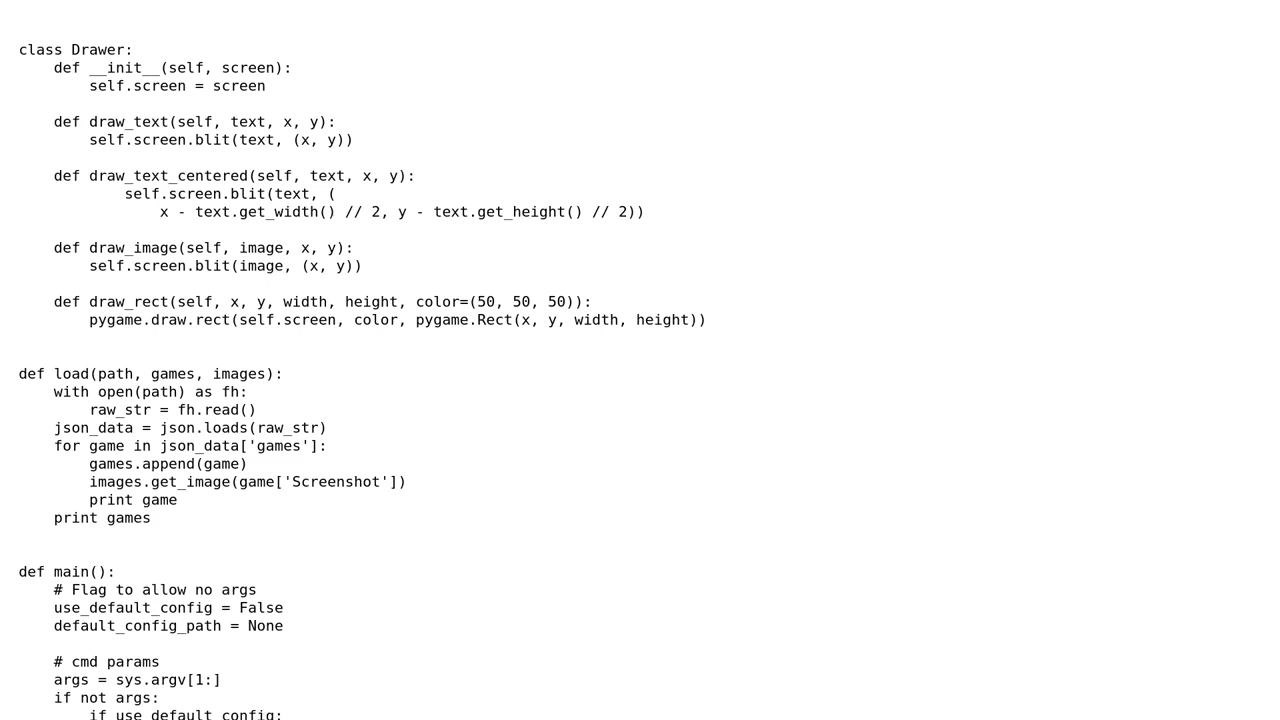 class Drawer:
    def __init__(self, screen):
        self.screen = screen

    def draw_text(self, text, x, y):
        self.screen.blit(text, (x, y))

    def draw_text_centered(self, text, x, y):
            self.screen.blit(text, (
                x - text.get_width() // 2, y - text.get_height() // 2))

    def draw_image(self, image, x, y):
        self.screen.blit(image, (x, y))

    def draw_rect(self, x, y, width, height, color=(50, 50, 50)):
        pygame.draw.rect(self.screen, color, pygame.Rect(x, y, width, height))


def load(path, games, images):
    with open(path) as fh:
        raw_str = fh.read()
    json_data = json.loads(raw_str)
    for game in json_data['games']:
        games.append(game)
        images.get_image(game['Screenshot'])
        print game
    print games


def main():
    # Flag to allow no args
    use_default_config = False
    default_config_path = None

    # cmd params
    args = sys.argv[1:]
    if not args:
        if use_default_config: